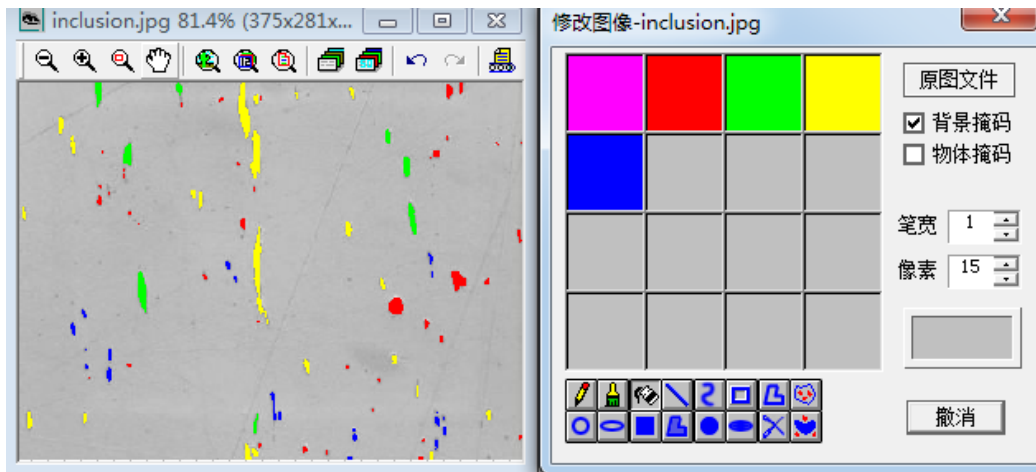 inclusion.jpg 81.4% (375x281x...
修改图像-inclusion.jpg
原图文件
背景掩码
物体掩码
笔宽 1
像素 15
撤消